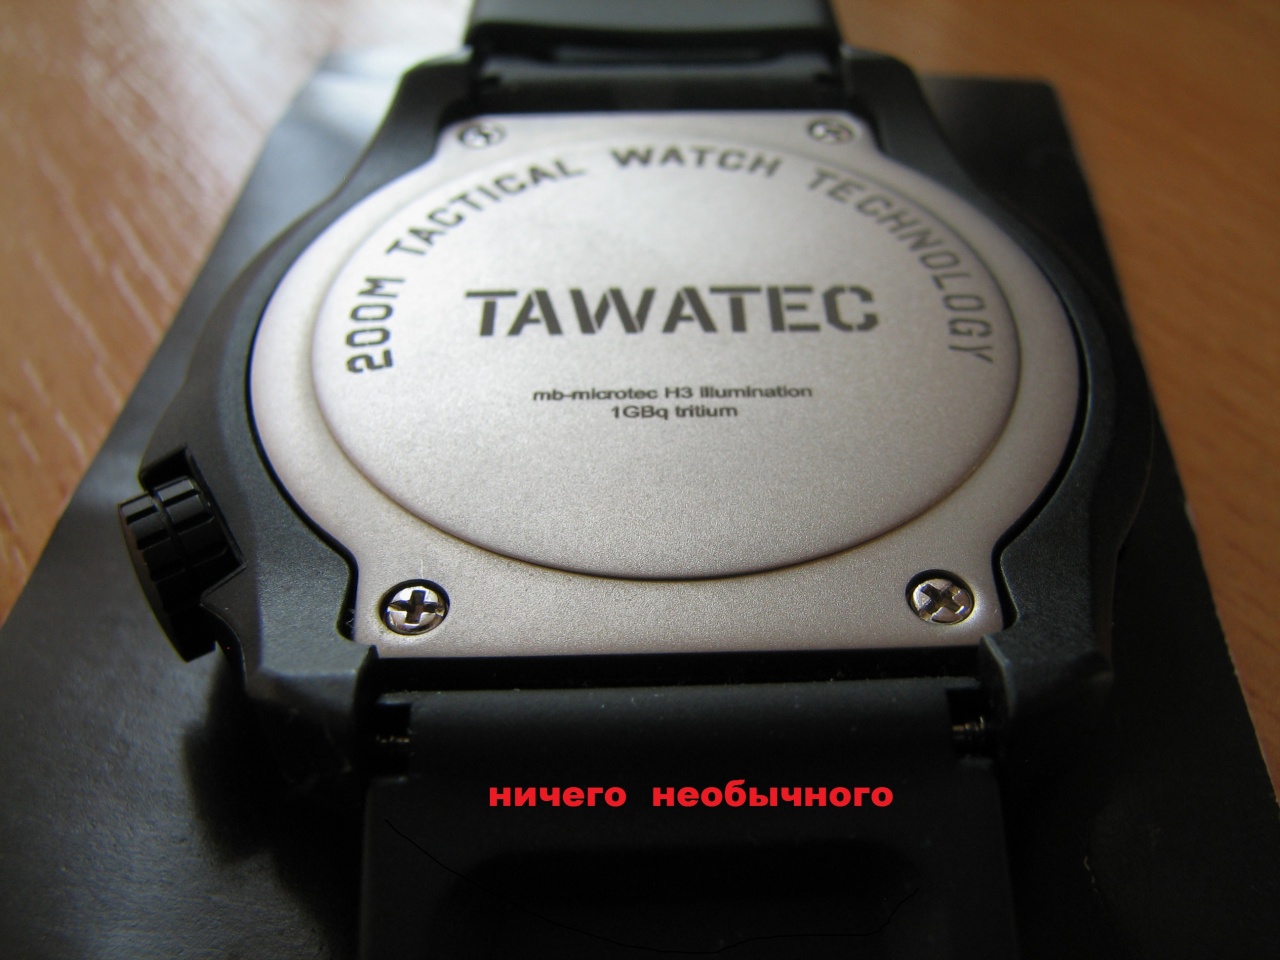 200M TACTICAL WATCH TECHNOLOGY
TAWATEC
mb-microtec H3 illumination
1GBq tritium
ничего необычного